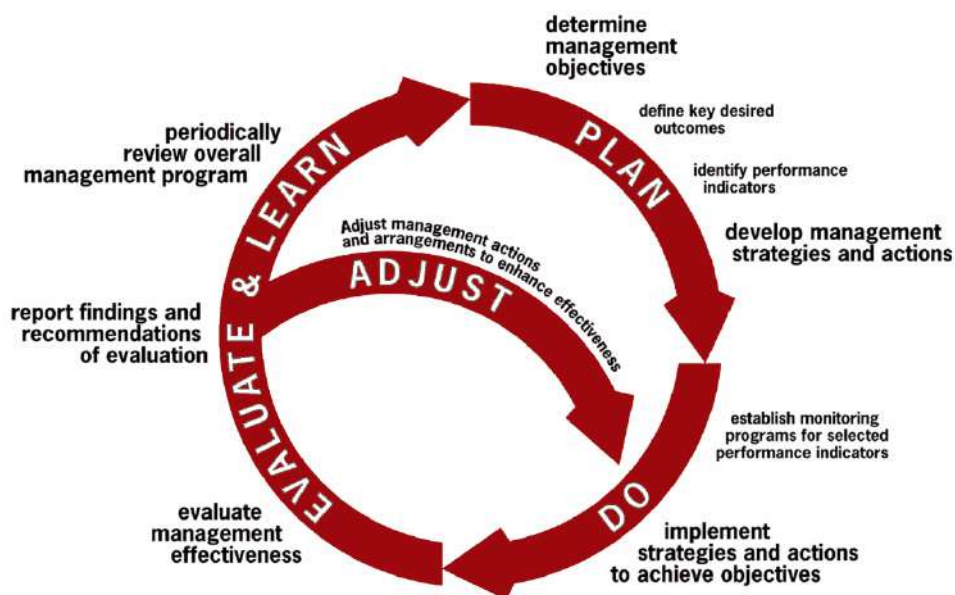 determine
management
objectives
define key desired
outcomes
PLAN
identify performance
indicators
develop management
strategies and actions
establish monitoring
programs for selected
performance indicators
DO
implement
strategies and actions
to achieve objectives
evaluate
management
effectiveness
EVALUATE & LEARN
report findings and
recommendations
of evaluation
periodically
review overall
management program
Adjust management actions
and arrangements to enhance effectiveness
ADJUST